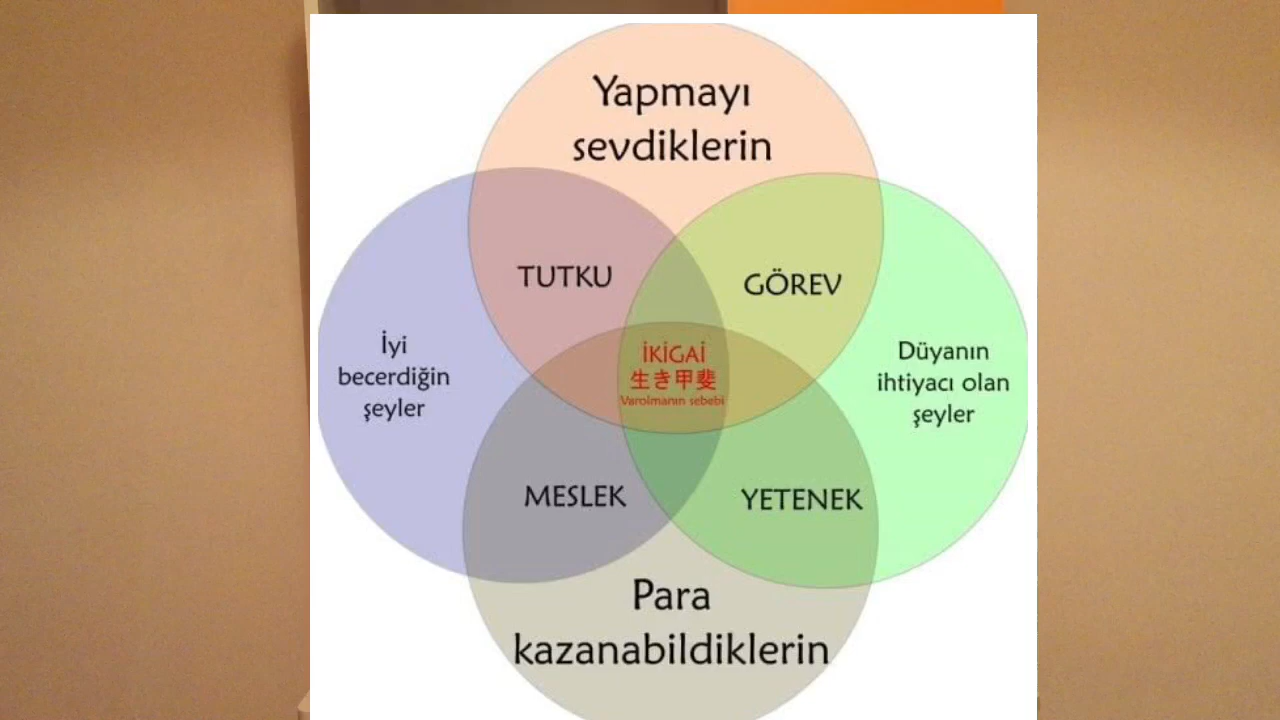 Yapmayı
sevdiklerin
TUTKU
GÖREV
İyi
becerdiğin
şeyler
İKİGAİ
生き甲斐
Varolmanın sebebi
Düyanın
ihtiyacı olan
şeyler
MESLEK
YETENEK
Para
kazanabildiklerin